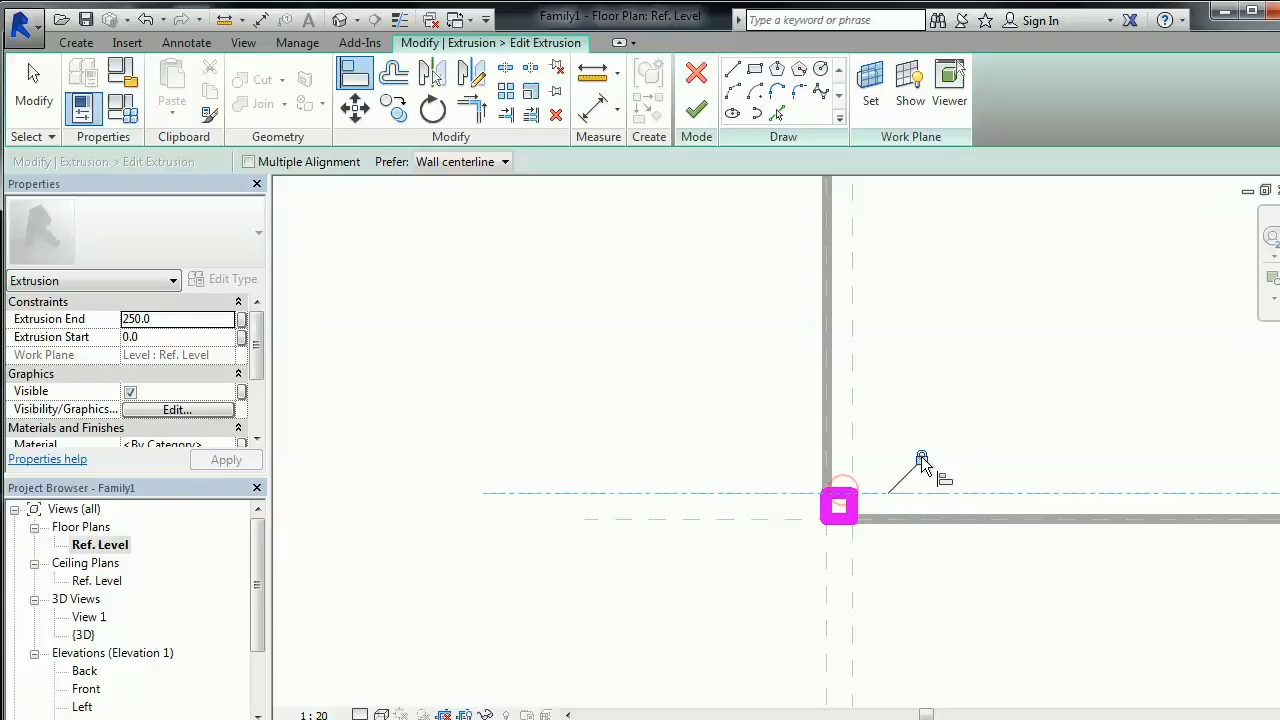 Family1 - Floor Plan: Ref. Level
Type a keyword or phrase
Sign In
Create
Insert
Annotate
View
Manage
Add-Ins
Modify | Extrusion > Edit Extrusion
Modify
Paste
Cut
Join
Set
Show
Viewer
Select
Properties
Clipboard
Geometry
Modify
Measure
Create
Mode
Draw
Work Plane
Modify | Extrusion > Edit Extrusion
Multiple Alignment
Prefer:
Wall centerline
Properties
Extrusion
Edit Type
Constraints
Extrusion End
250.0
Extrusion Start
0.0
Work Plane
Level : Ref. Level
Graphics
Visible
Visibility/Graphics...
Edit...
Materials and Finishes
Material
<By Category>
Properties help
Apply
Project Browser - Family1
Views (all)
Floor Plans
Ref. Level
Ceiling Plans
Ref. Level
3D Views
View 1
{3D}
Elevations (Elevation 1)
Back
Front
Left
1 : 20